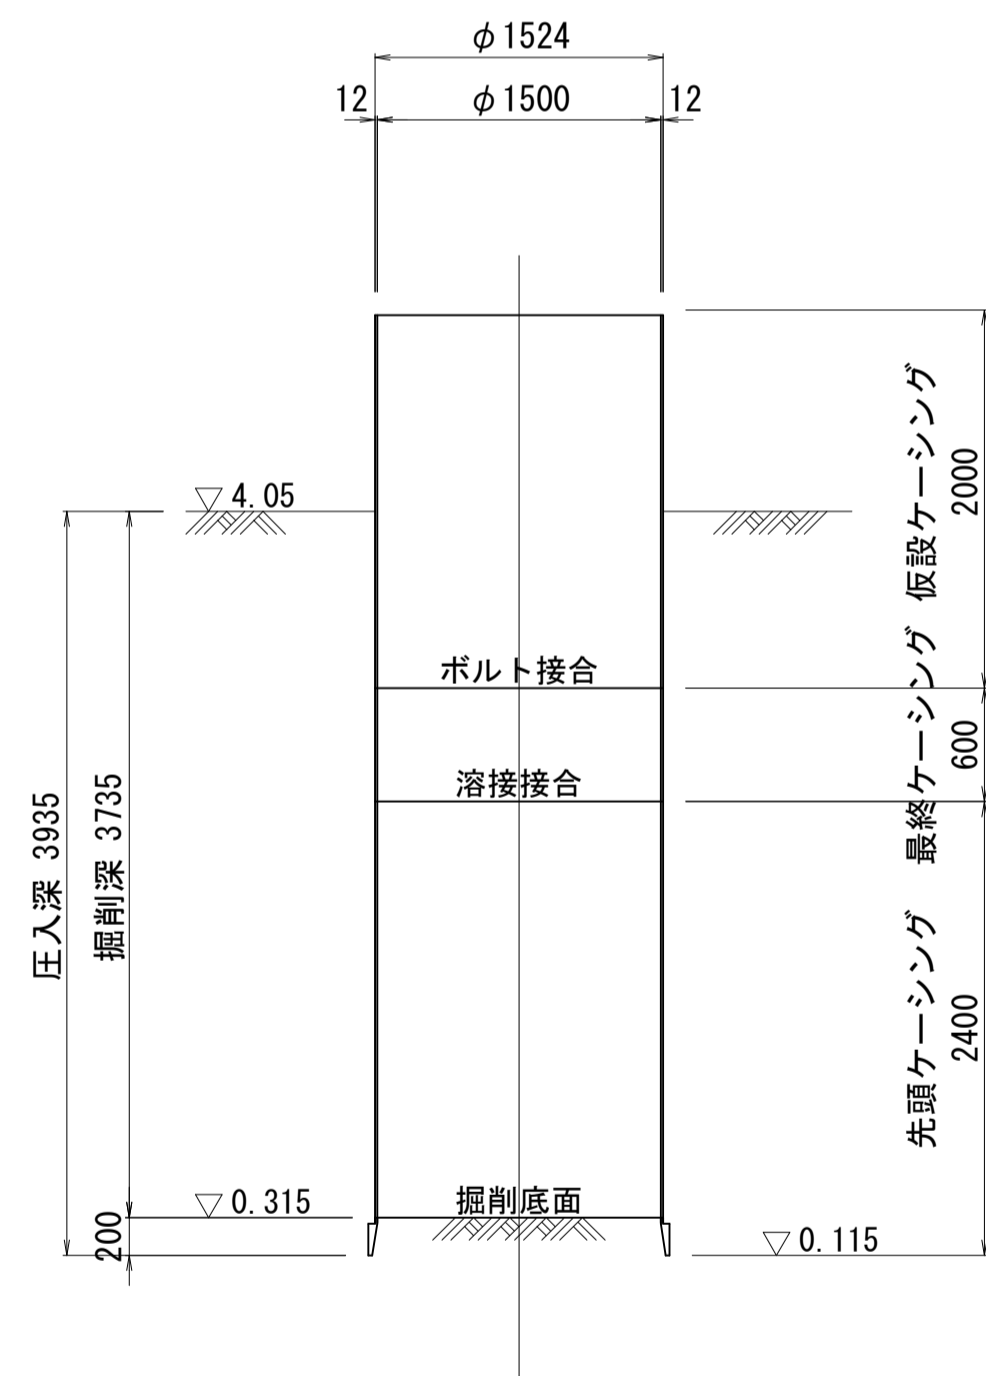 φ1524
12
φ1500
12
仮設ケーシング
2000
4.05
ボルト接合
最終ケーシング
600
溶接接合
圧入深 3935
掘削深 3735
先頭ケーシング
2400
掘削底面
0.315
200
0.115